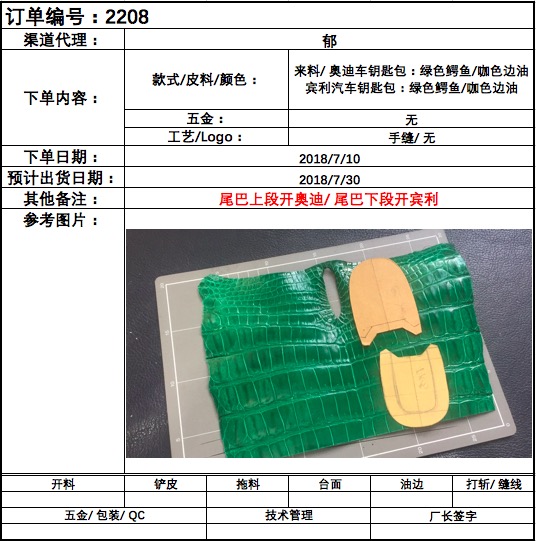 订单编号：2208
渠道代理：
郁
下单内容：
款式/皮料/颜色：
来料/ 奥迪车钥匙包：绿色鳄鱼/咖色边油
宾利汽车钥匙包：绿色鳄鱼/咖色边油
五金：
无
工艺/Logo：
手缝/ 无
下单日期：
2018/7/10
预计出货日期：
2018/7/30
其他备注：
尾巴上段开奥迪/ 尾巴下段开宾利
参考图片：
开料 铲皮 拖料 台面 油边 打斩/ 缝线
五金/ 包装/ QC 技术管理 厂长签字